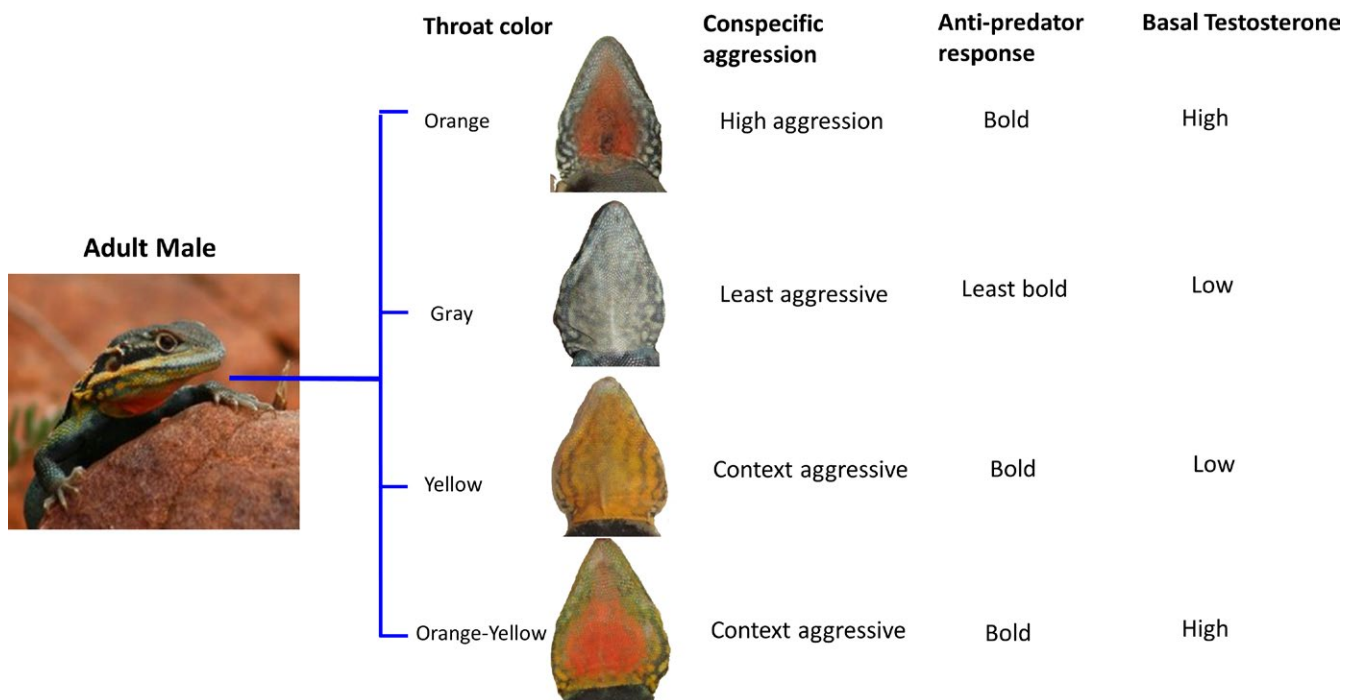 Throat color
Conspecific
aggression
Anti-predator
response
Basal Testosterone
Orange
High aggression
Bold
High
Adult Male
Gray
Least aggressive
Least bold
Low
Yellow
Context aggressive
Bold
Low
Orange-Yellow
Context aggressive
Bold
High